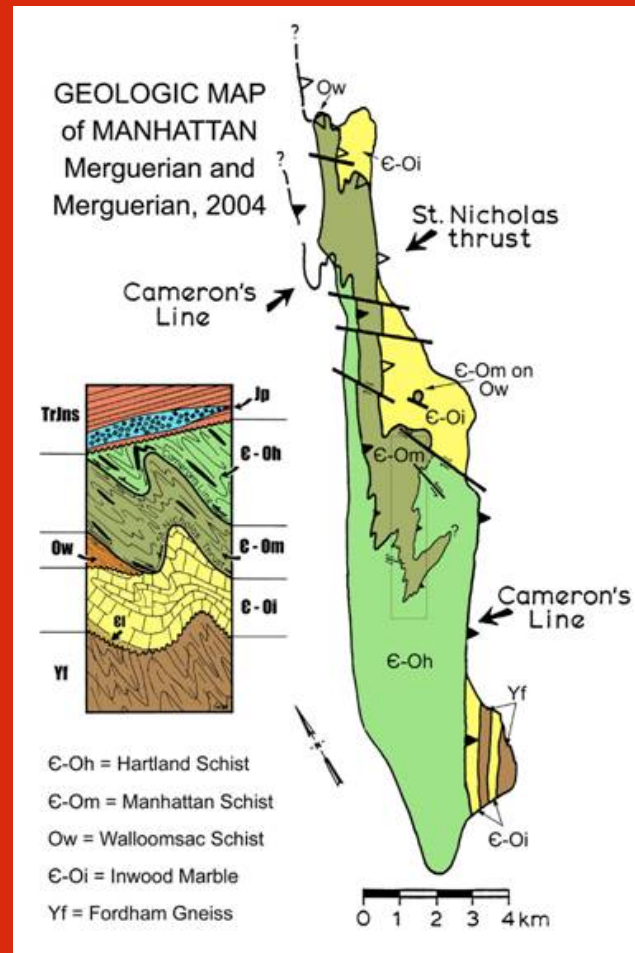 GEOLOGIC MAP
of MANHATTAN
Merguerian and
Merguerian, 2004
?
Ow
?
Є-Oi
St. Nicholas
thrust
Cameron's
Line
Є-Om on
Ow
Є-Oi
Є-Om
?
Cameron's
Line
Є-Oh
Yf
Є-Oi
TrJns
Jp
Є - Oh
Ow
Є - Om
Є - Oi
Єl
Yf
Є-Oh = Hartland Schist
Є-Om = Manhattan Schist
Ow = Walloomsac Schist
Є-Oi = Inwood Marble
Yf = Fordham Gneiss
0 1 2 3 4 km